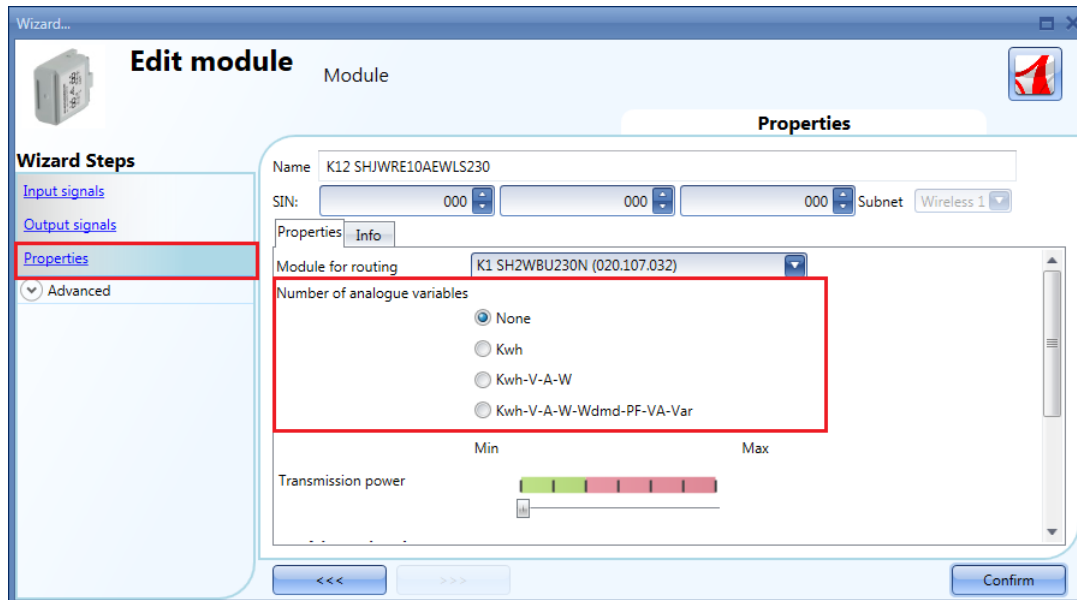 Wizard...
Edit module
Module
Properties
Wizard Steps
Input signals
Output signals
Properties
Advanced
Name K12 SHJWRE10AEWLS230
SIN: 000 000 000 Subnet Wireless 1
Properties Info
Module for routing K1 SH2WBU230N (020.107.032)
Number of analogue variables
None
Kwh
Kwh-V-A-W
Kwh-V-A-W-Wdmd-PF-VA-Var
Min Max
Transmission power
<<< >>> Confirm